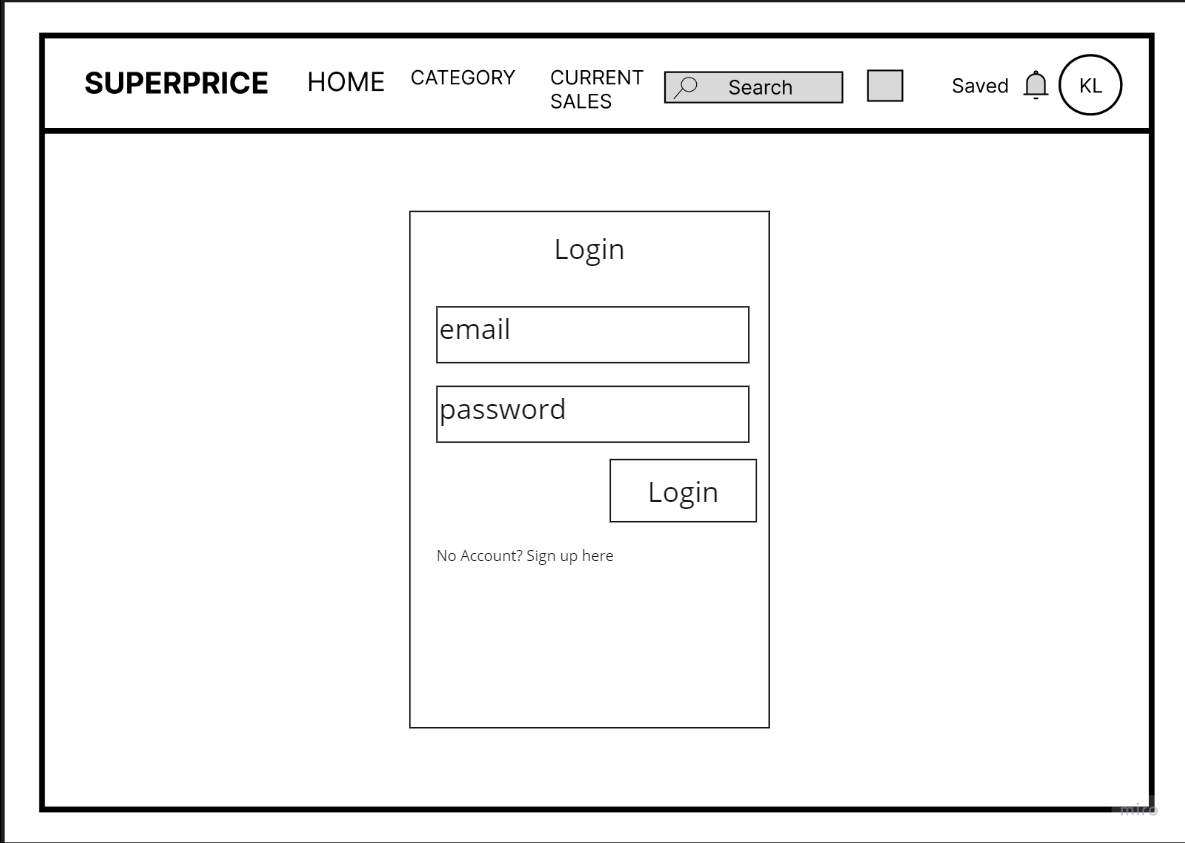 SUPERPRICE HOME CATEGORY CURRENT
SALES
Search
Saved
KL
Login
email
password
Login
No Account? Sign up here
miro